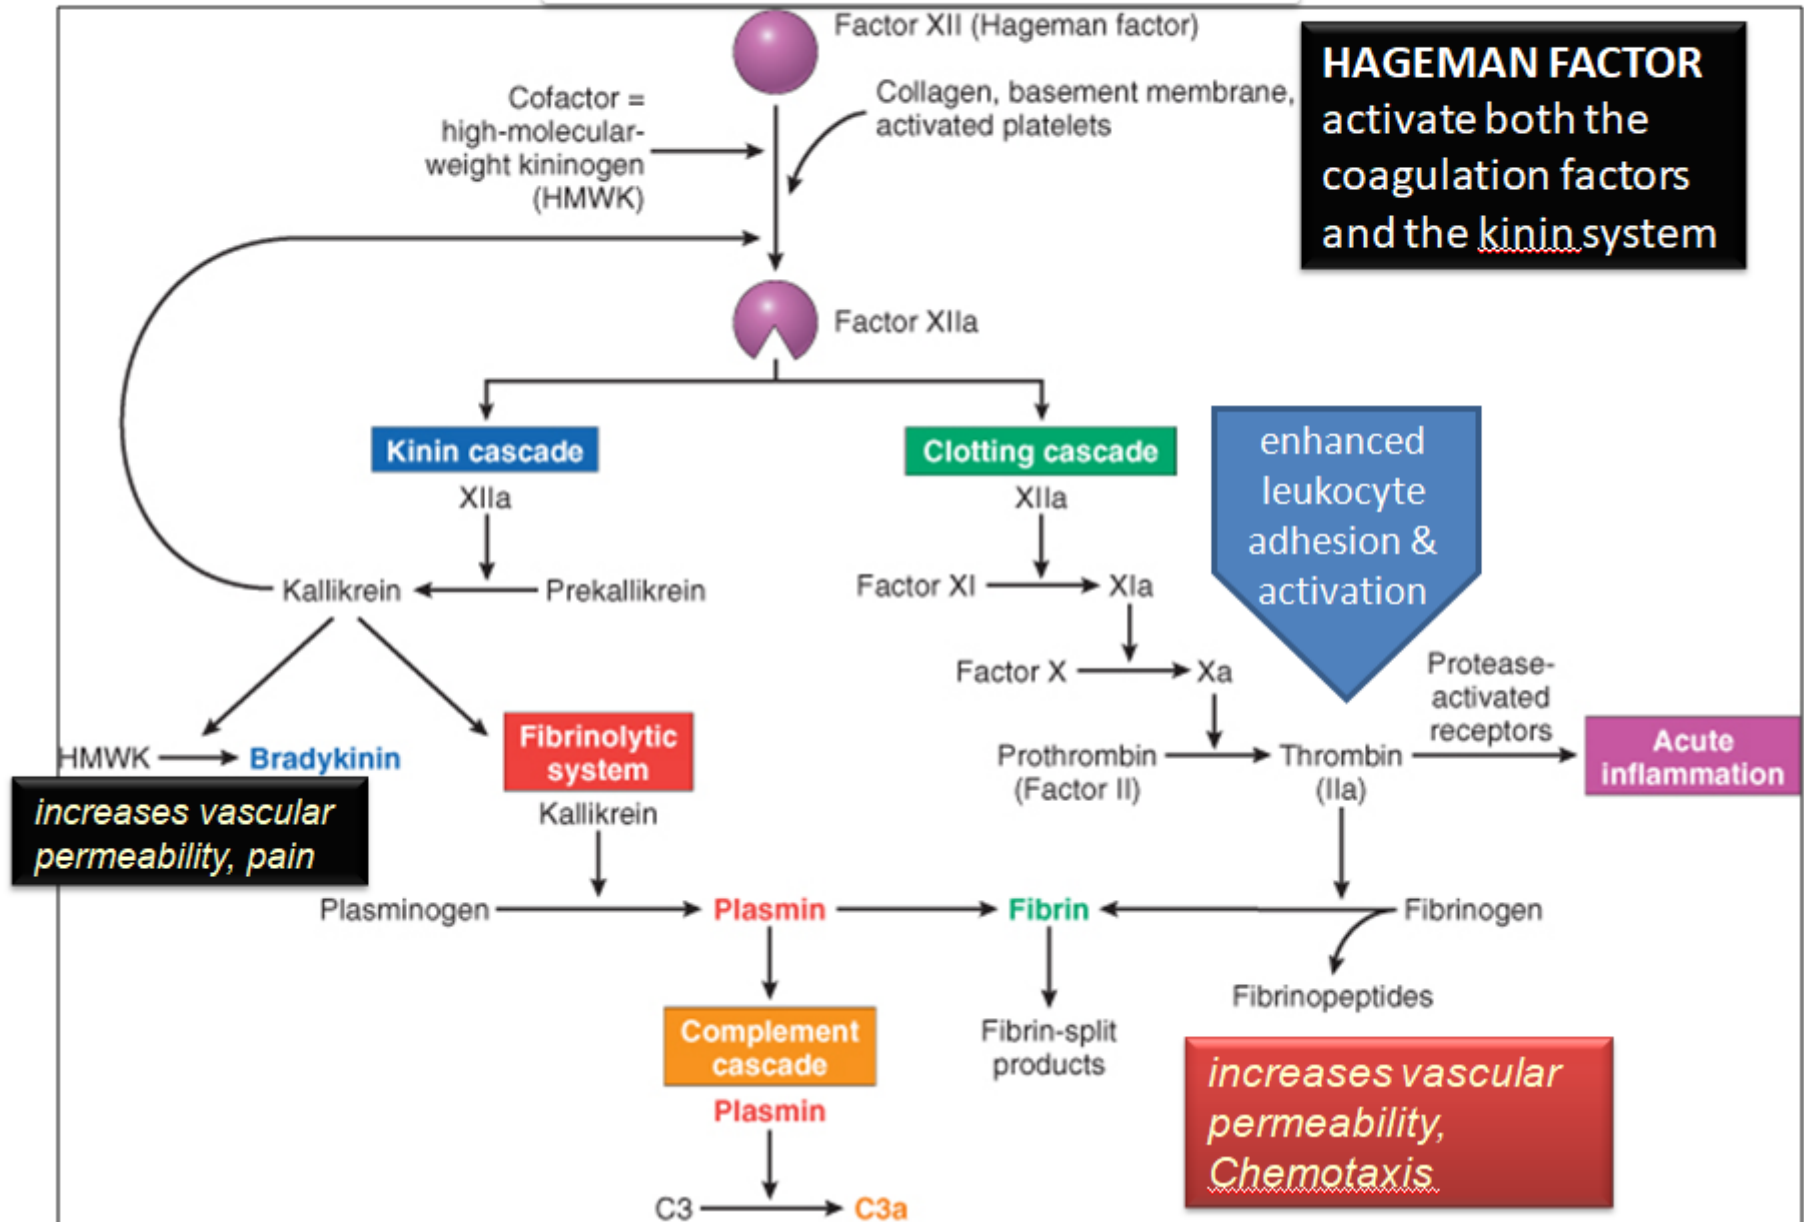 Factor XII (Hageman factor)
HAGEMAN FACTOR
activate both the
coagulation factors
and the kinin system
Cofactor =
high-molecular-
weight kininogen
(HMWK)
Collagen, basement membrane,
activated platelets
Factor XIIa
Kinin cascade
Clotting cascade
enhanced
leukocyte
adhesion &
activation
XIIa
XIIa
Kallikrein
Prekallikrein
Factor XI
XIa
Factor X
Xa
Protease-
activated
receptors
HMWK
Bradykinin
Fibrinolytic
system
Prothrombin
(Factor II)
Thrombin
(IIa)
Acute
inflammation
increases vascular
permeability, pain
Kallikrein
Plasminogen
Plasmin
Fibrin
Fibrinogen
Fibrinopeptides
Complement
cascade
Fibrin-split
products
increases vascular
permeability,
Chemotaxis
Plasmin
C3
C3a